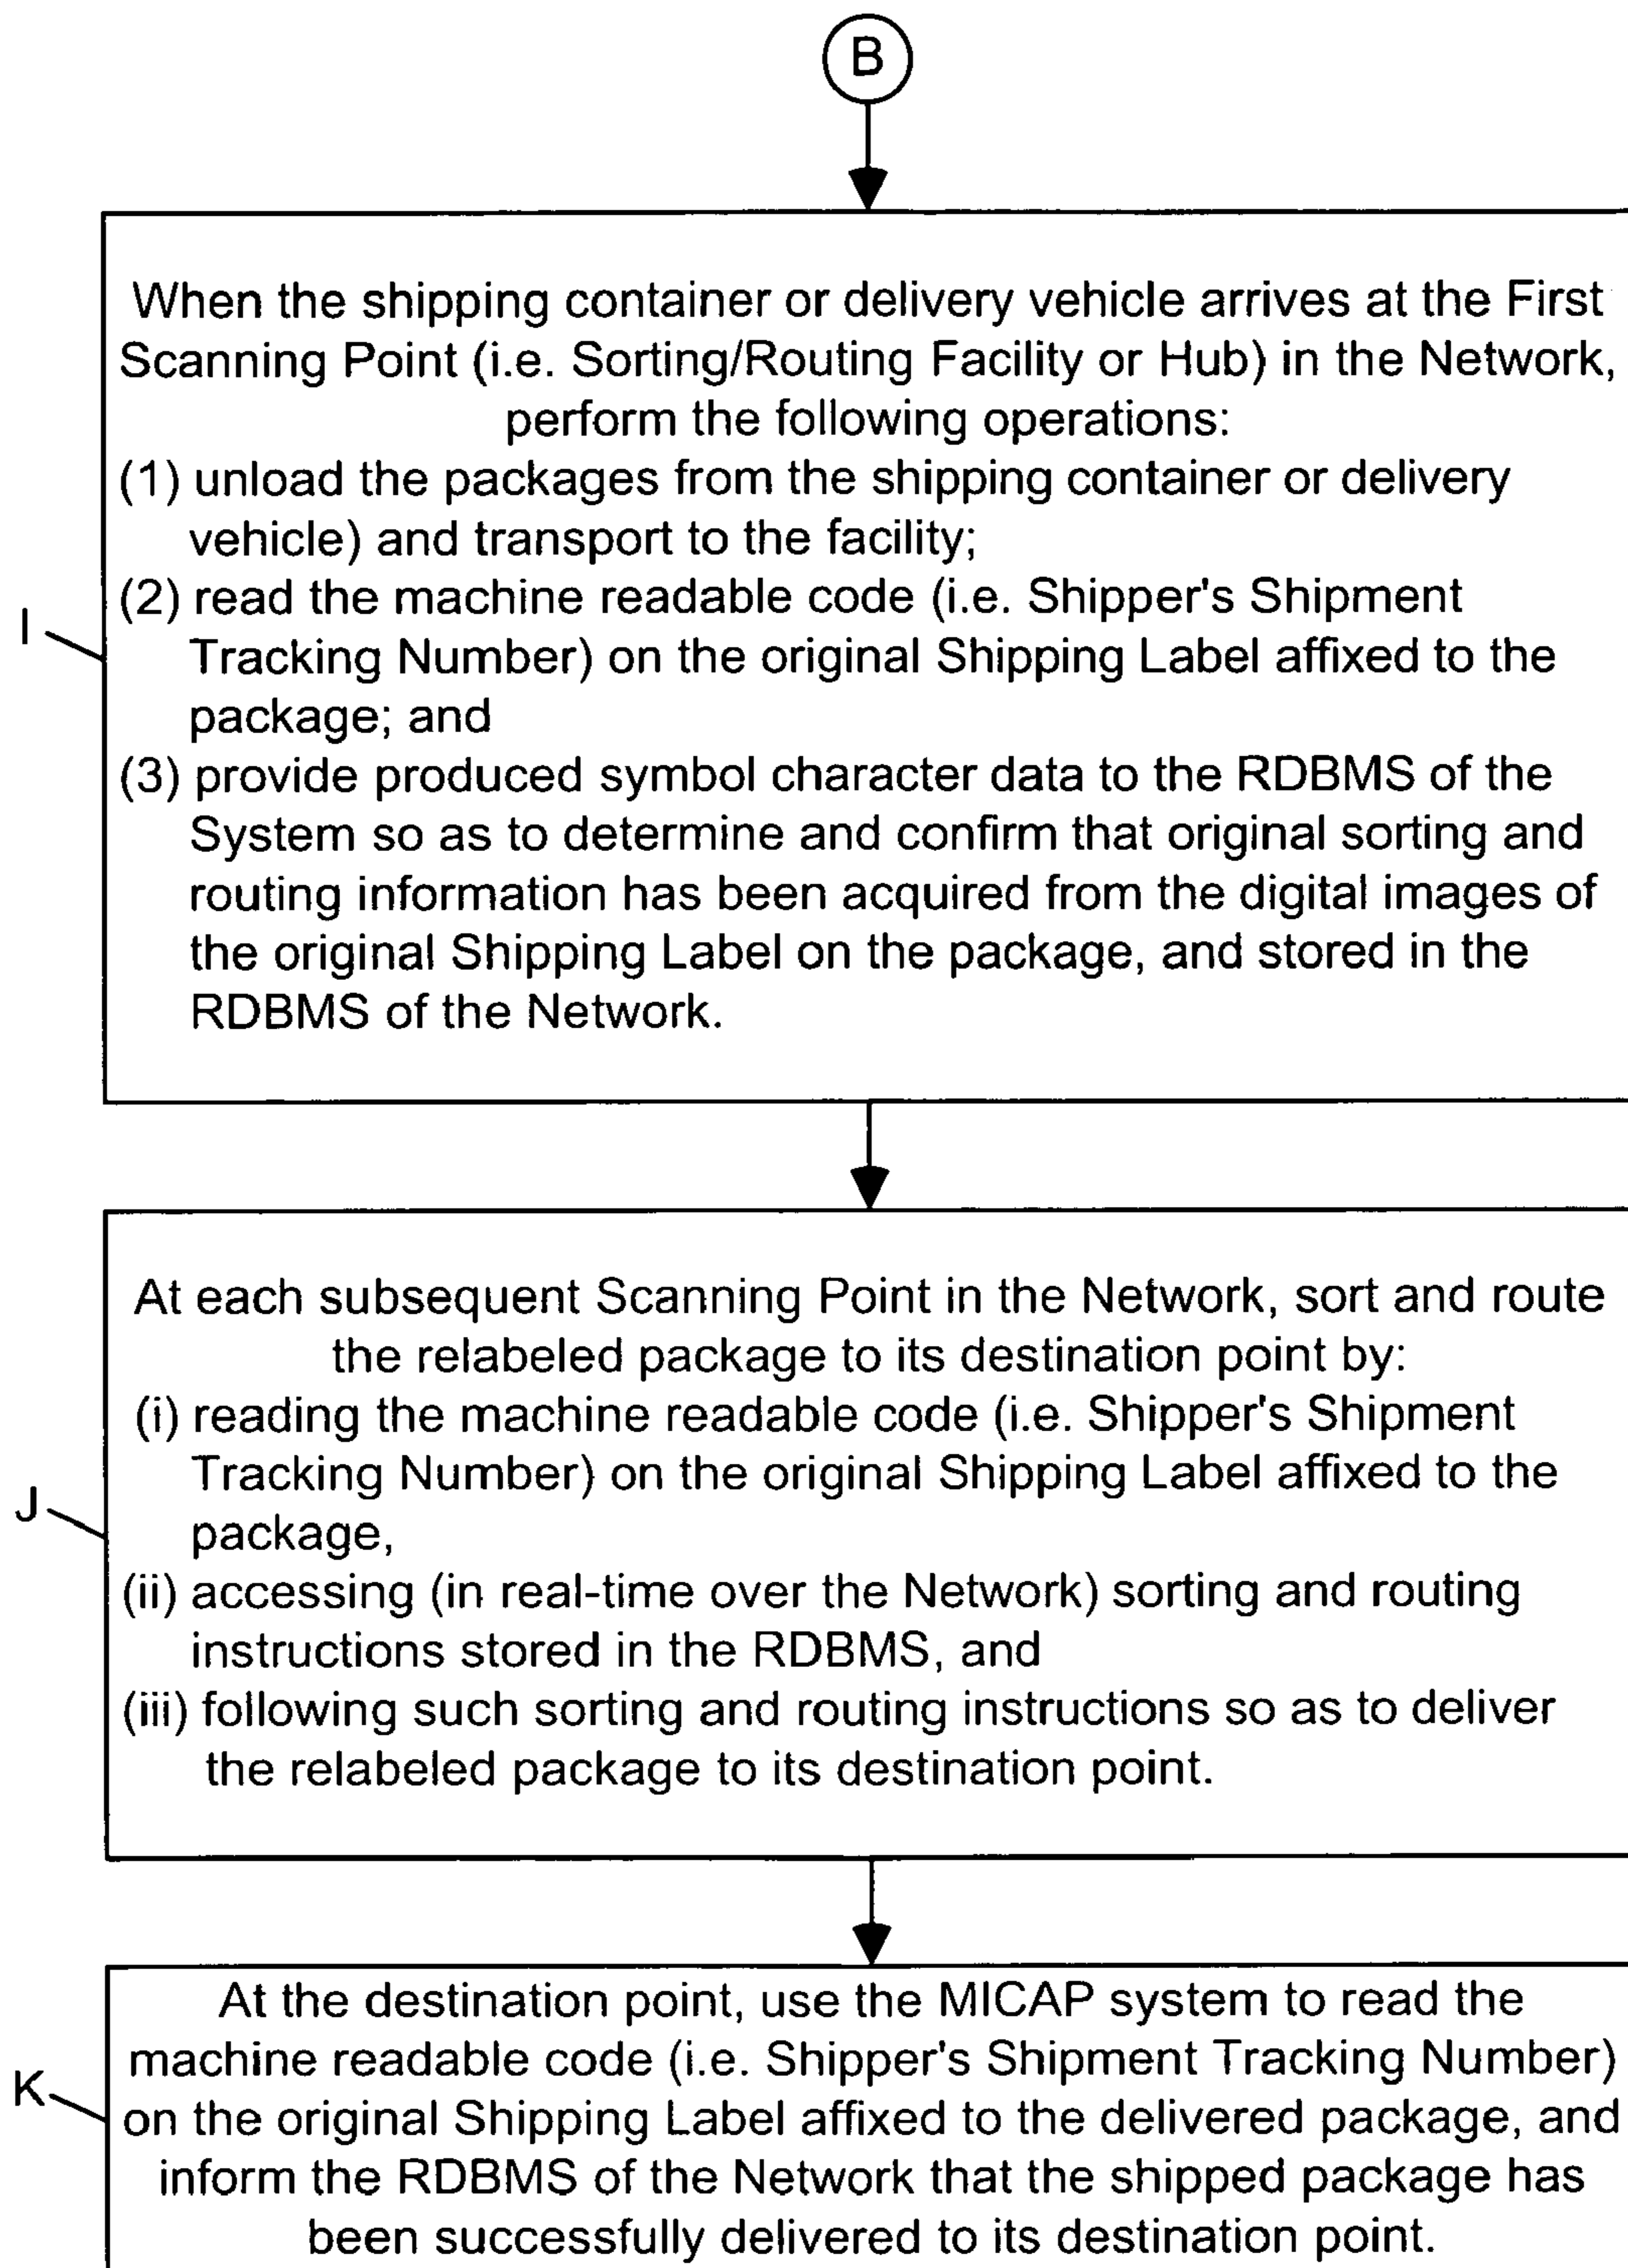 B
When the shipping container or delivery vehicle arrives at the First
Scanning Point (i.e. Sorting/Routing Facility or Hub) in the Network,
perform the following operations:
(1) unload the packages from the shipping container or delivery
vehicle) and transport to the facility;
(2) read the machine readable code (i.e. Shipper's Shipment
Tracking Number) on the original Shipping Label affixed to the
package; and
(3) provide produced symbol character data to the RDBMS of the
System so as to determine and confirm that original sorting and
routing information has been acquired from the digital images of
the original Shipping Label on the package, and stored in the
RDBMS of the Network.
I
At each subsequent Scanning Point in the Network, sort and route
the relabeled package to its destination point by:
(i) reading the machine readable code (i.e. Shipper's Shipment
Tracking Number) on the original Shipping Label affixed to the
package,
(ii) accessing (in real-time over the Network) sorting and routing
instructions stored in the RDBMS, and
(iii) following such sorting and routing instructions so as to deliver
the relabeled package to its destination point.
J
At the destination point, use the MICAP system to read the
machine readable code (i.e. Shipper's Shipment Tracking Number)
on the original Shipping Label affixed to the delivered package, and
inform the RDBMS of the Network that the shipped package has
been successfully delivered to its destination point.
K